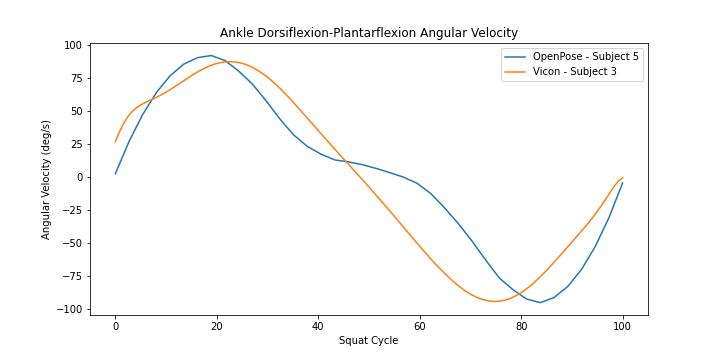 Ankle Dorsiflexion-Plantarflexion Angular Velocity
OpenPose - Subject 5
Vicon - Subject 3
100
75
50
25
0
−25
−50
−75
−100
Angular Velocity (deg/s)
0 20 40 60 80 100
Squat Cycle